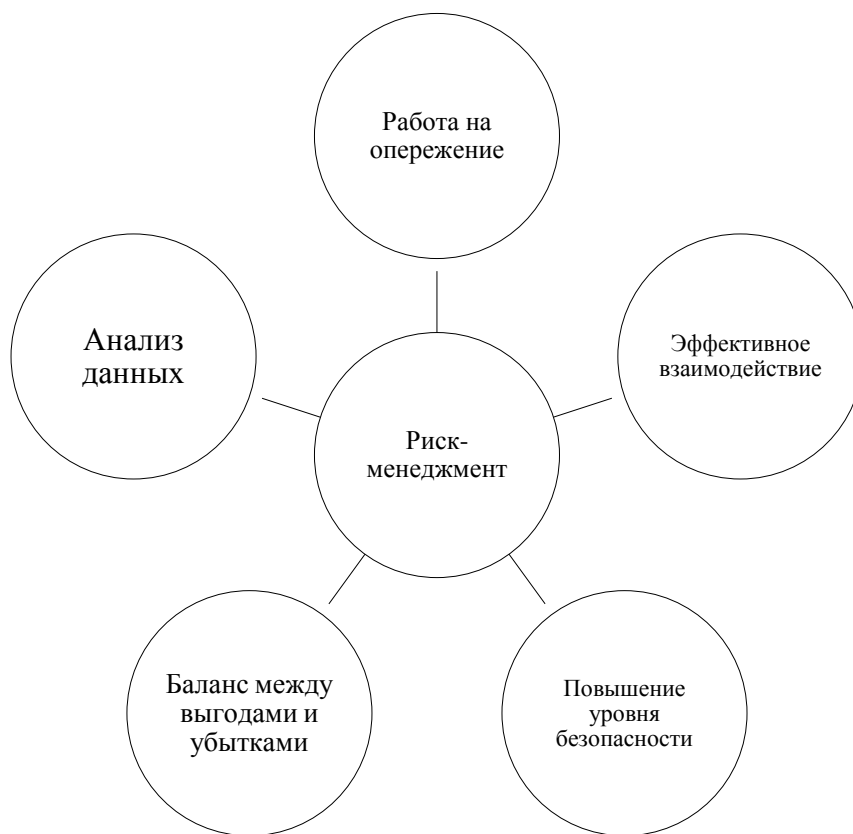 Работа на
опережение
Анализ
данных
Эффективное
взаимодействие
Риск-
менеджмент
Баланс между
выгодами и
убытками
Повышение
уровня
безопасности